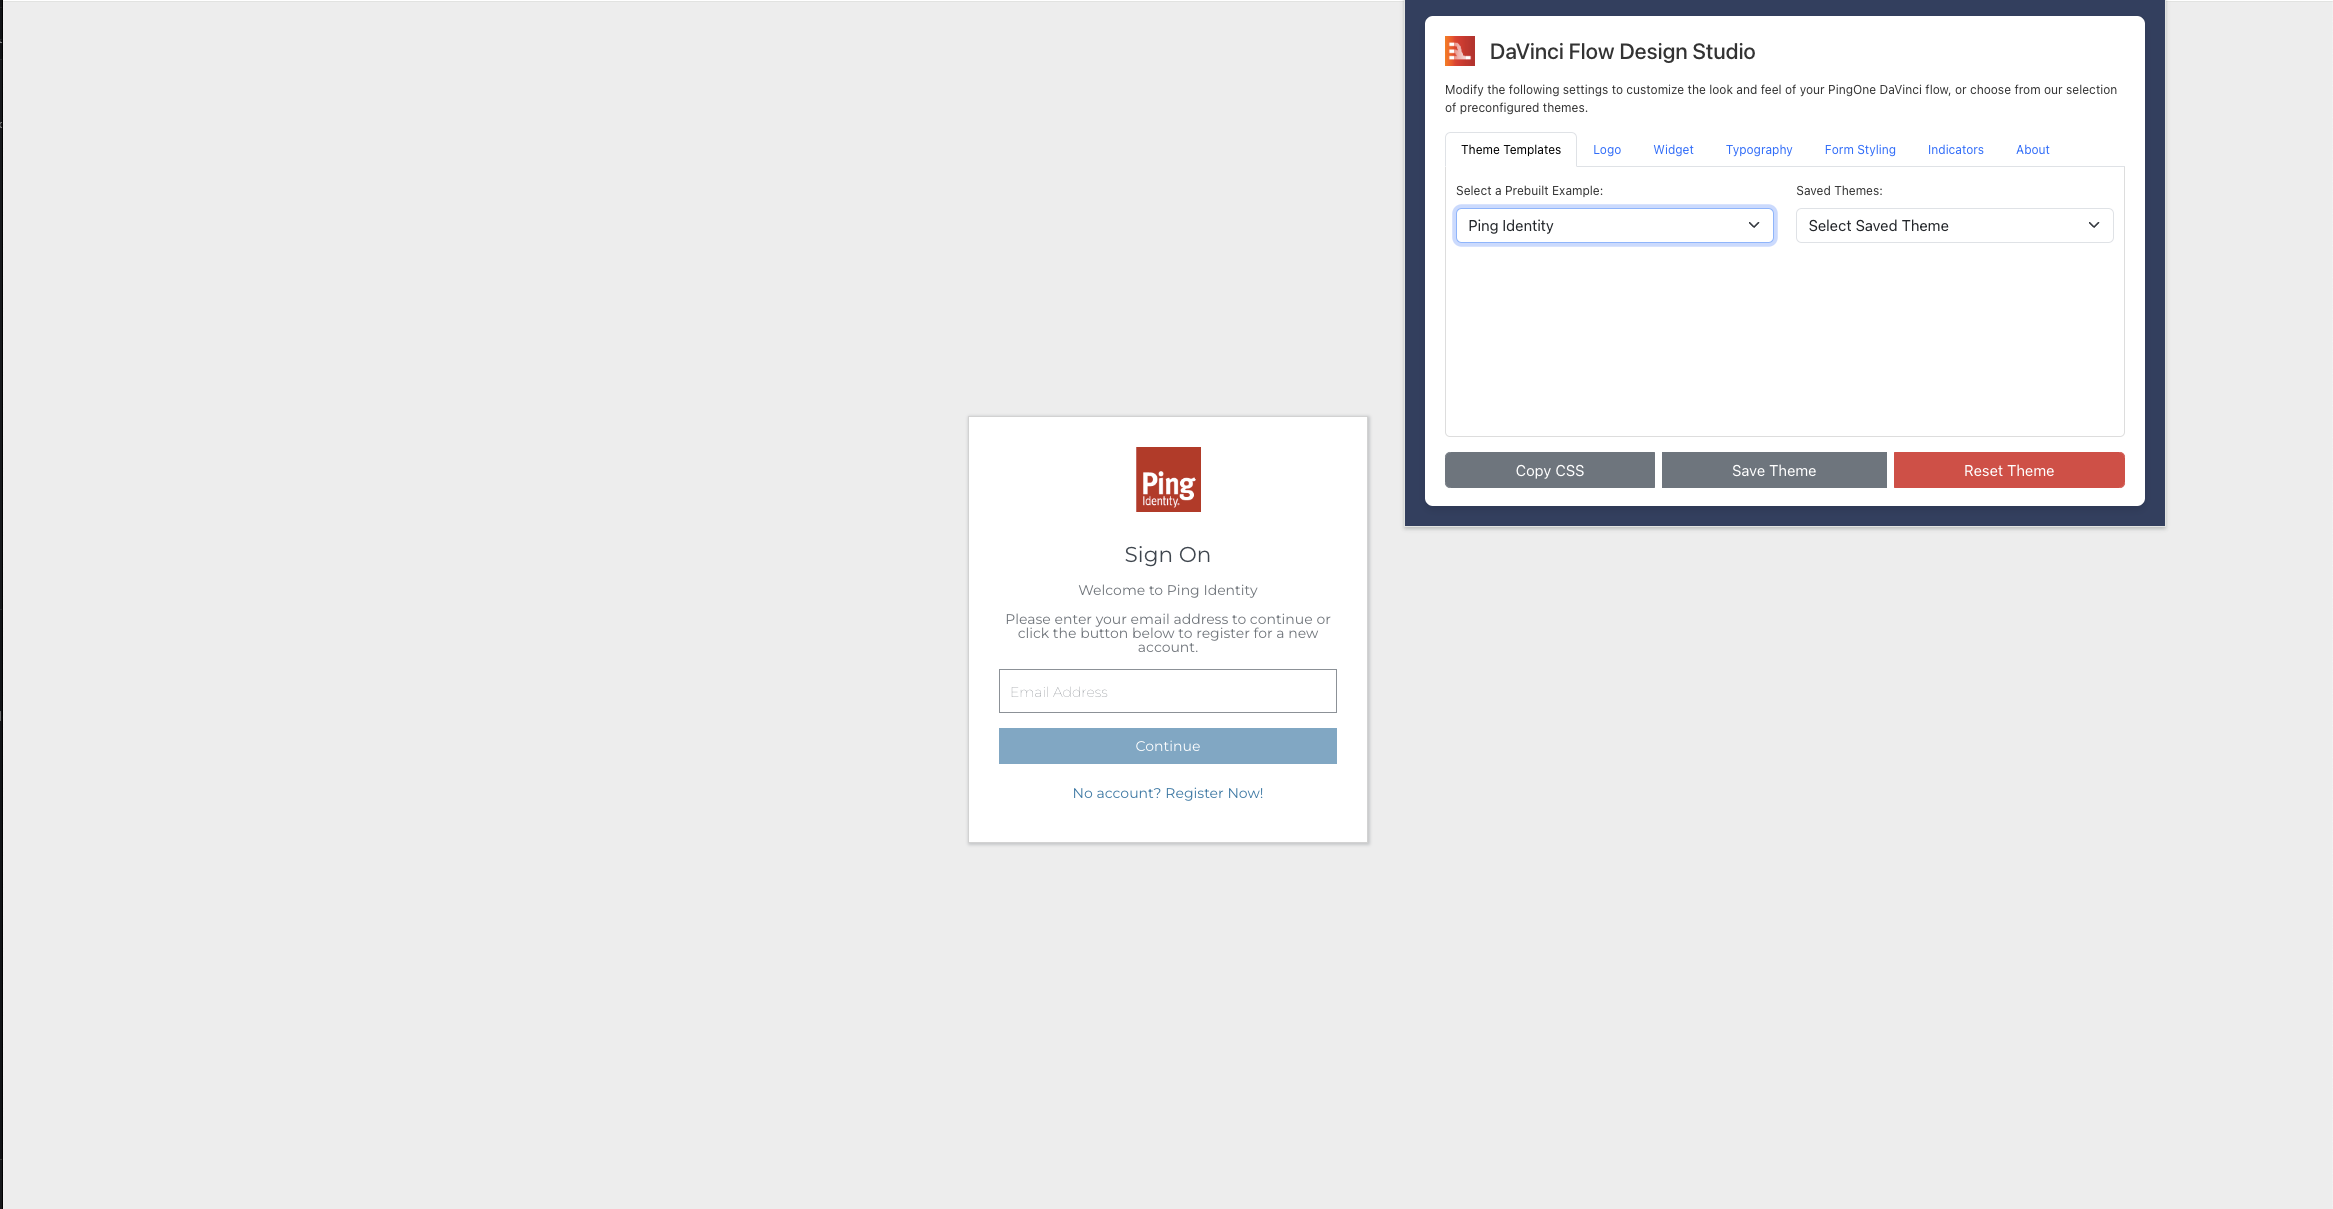 DaVinci Flow Design Studio
Modify the following settings to customize the look and feel of your PingOne DaVinci flow, or choose from our selection
of preconfigured themes.
Theme Templates Logo Widget Typography Form Styling Indicators About
Select a Prebuilt Example: Saved Themes:
Ping Identity Select Saved Theme
Copy CSS Save Theme Reset Theme
Ping
Identity.
Sign On
Welcome to Ping Identity
Please enter your email address to continue or
click the button below to register for a new
account.
Email Address
Continue
No account? Register Now!